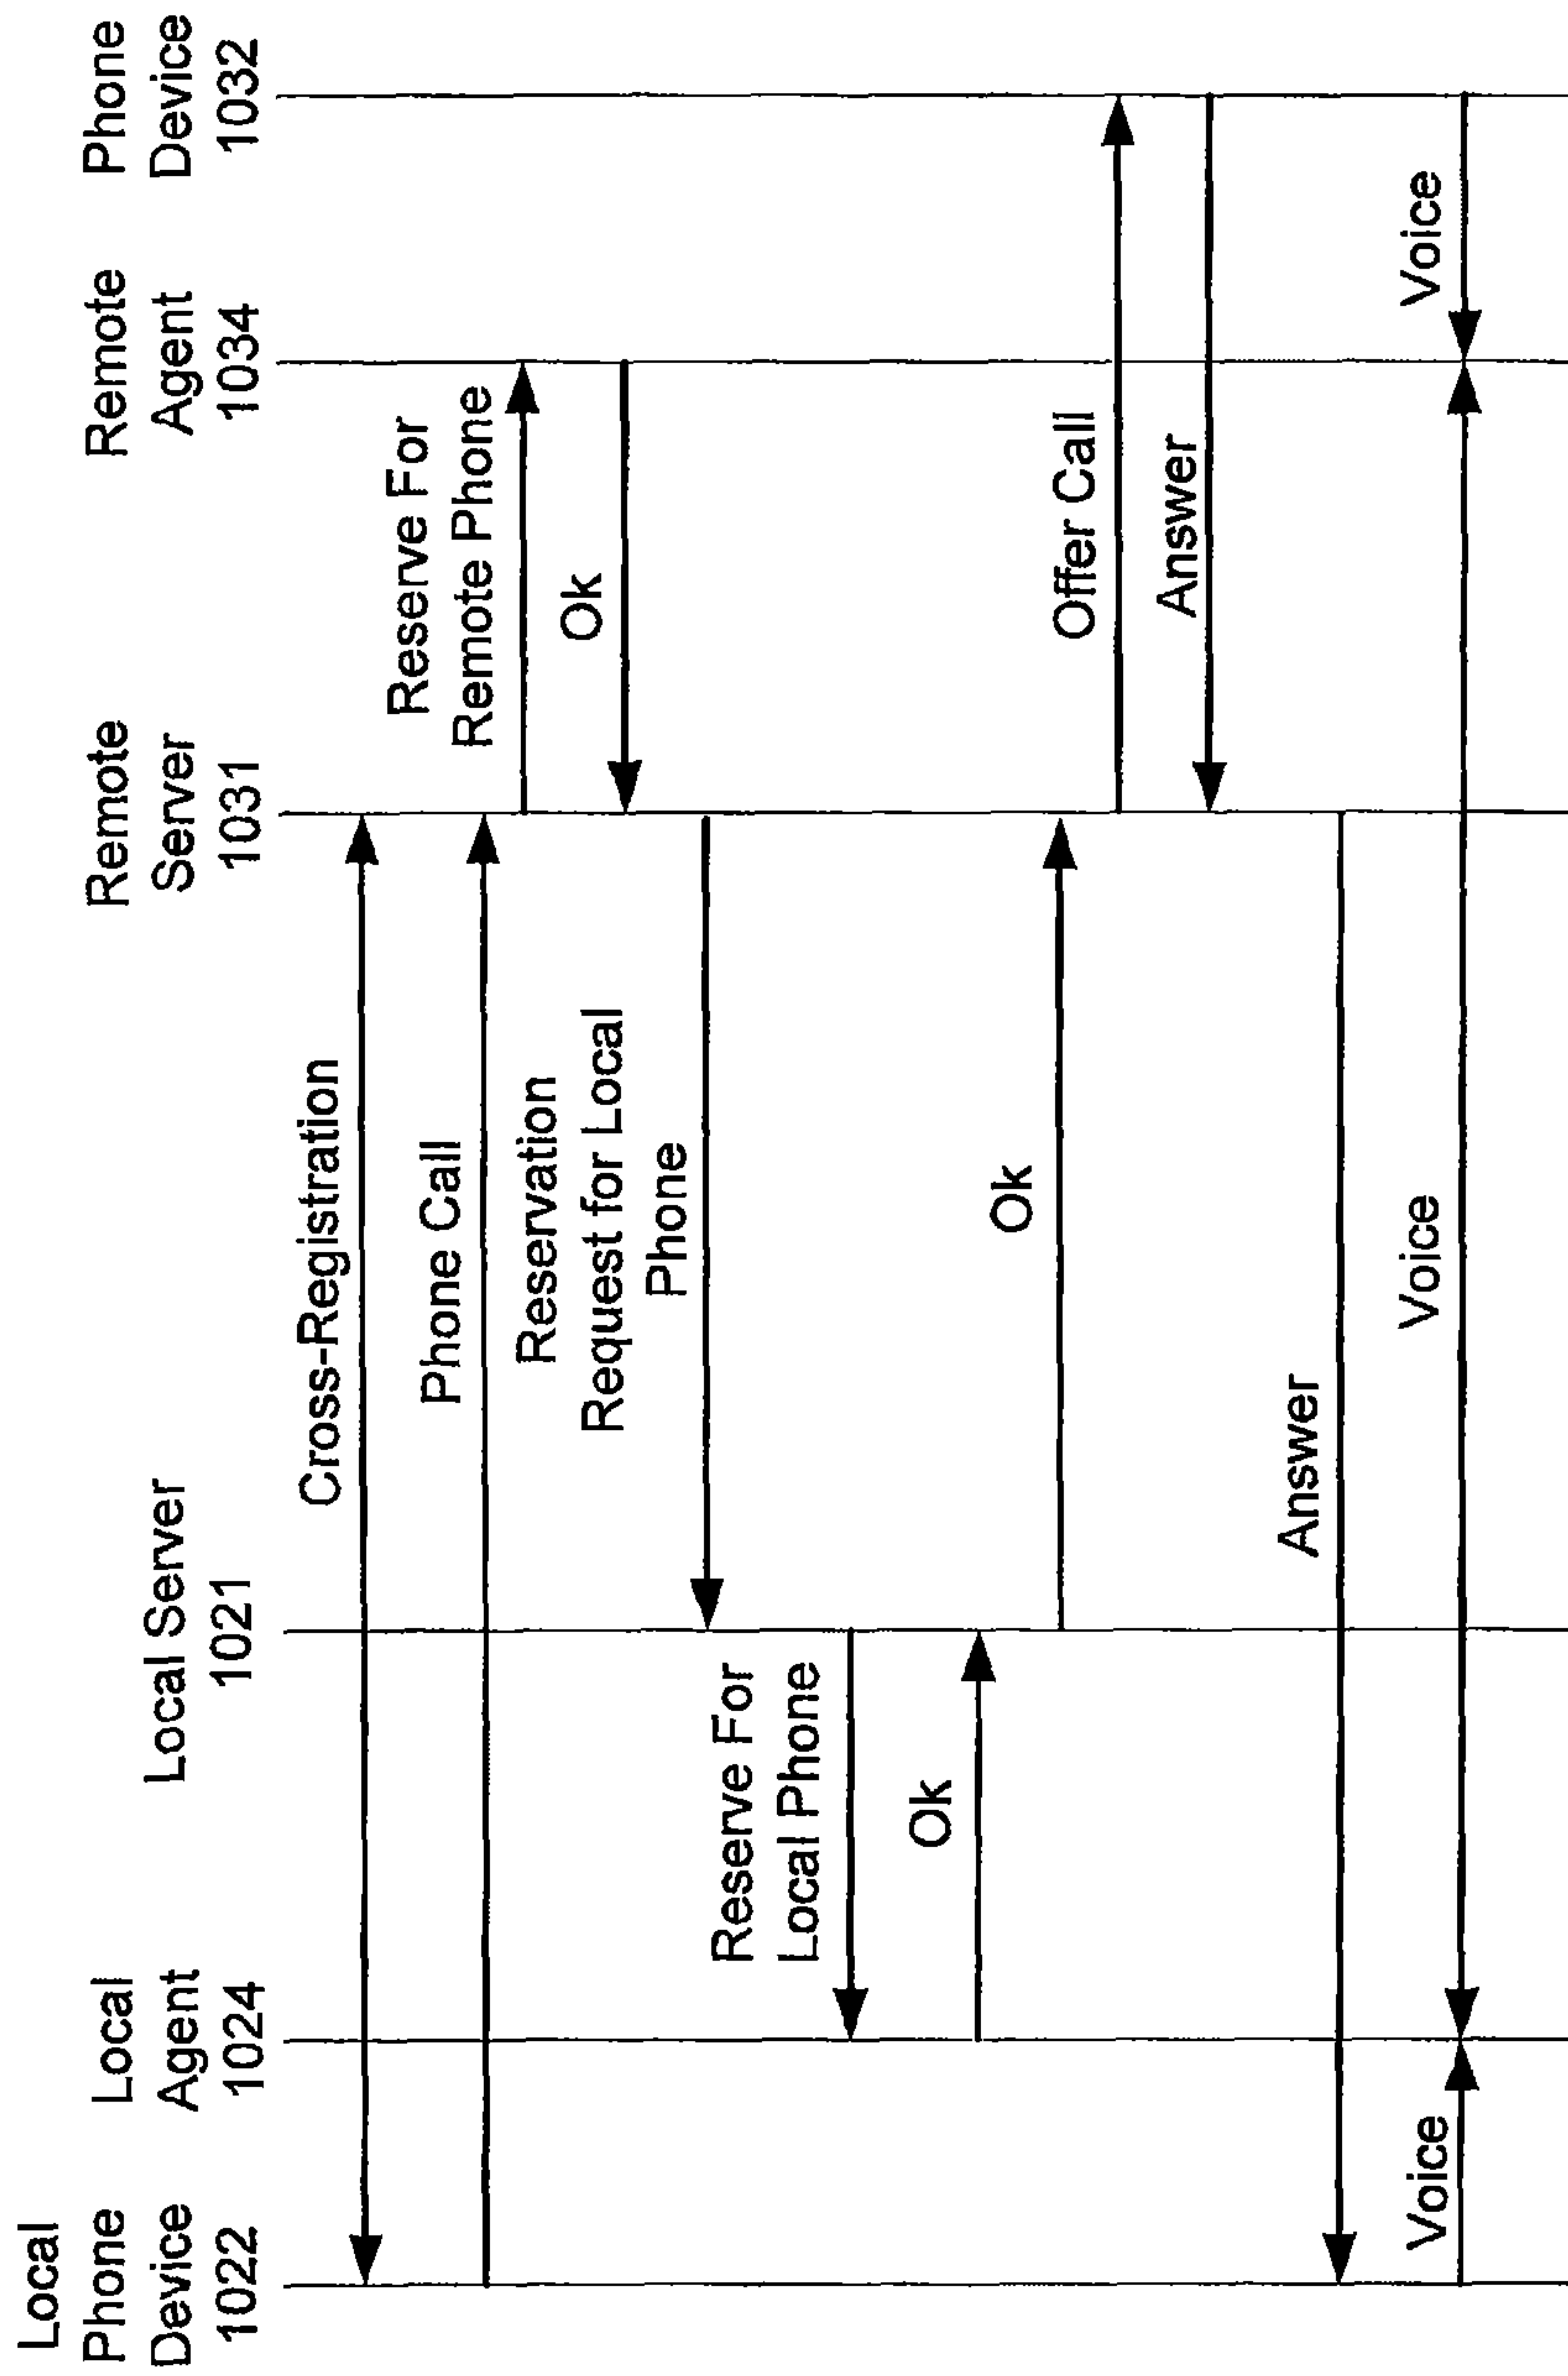 Local
Phone
Device
1022
Local
Agent
1024
Local Server
1021
Remote
Server
1031
Remote
Agent
1034
Phone
Device
1032
Cross-Registration
Phone Call
Reserve For
Remote Phone
Reservation
Request for Local
Phone
Ok
Reserve For
Local Phone
Ok
Ok
Offer Call
Answer
Answer
Voice
Voice
Voice